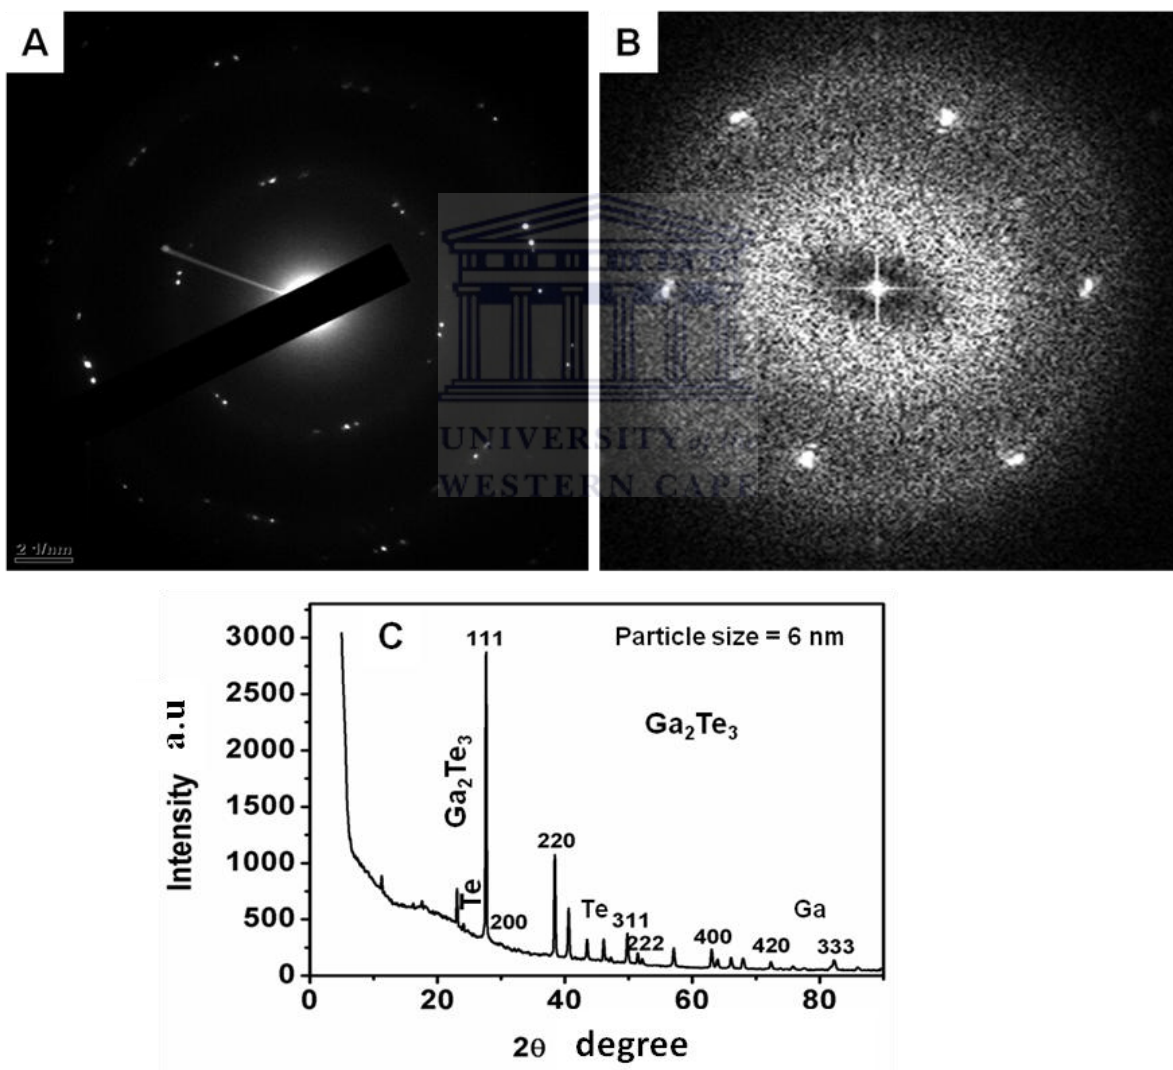 A
B
UNIVERSITY of the
WESTERN CAPE
2 1/nm
C
Particle size = 6 nm
Ga₂Te₃
Intensity a.u
3000
2500
2000
1500
1000
500
0
111
Ga₂Te₃
Te
200
220
Te
311
222
400
420
Ga
333
0
20
40
60
80
2θ degree